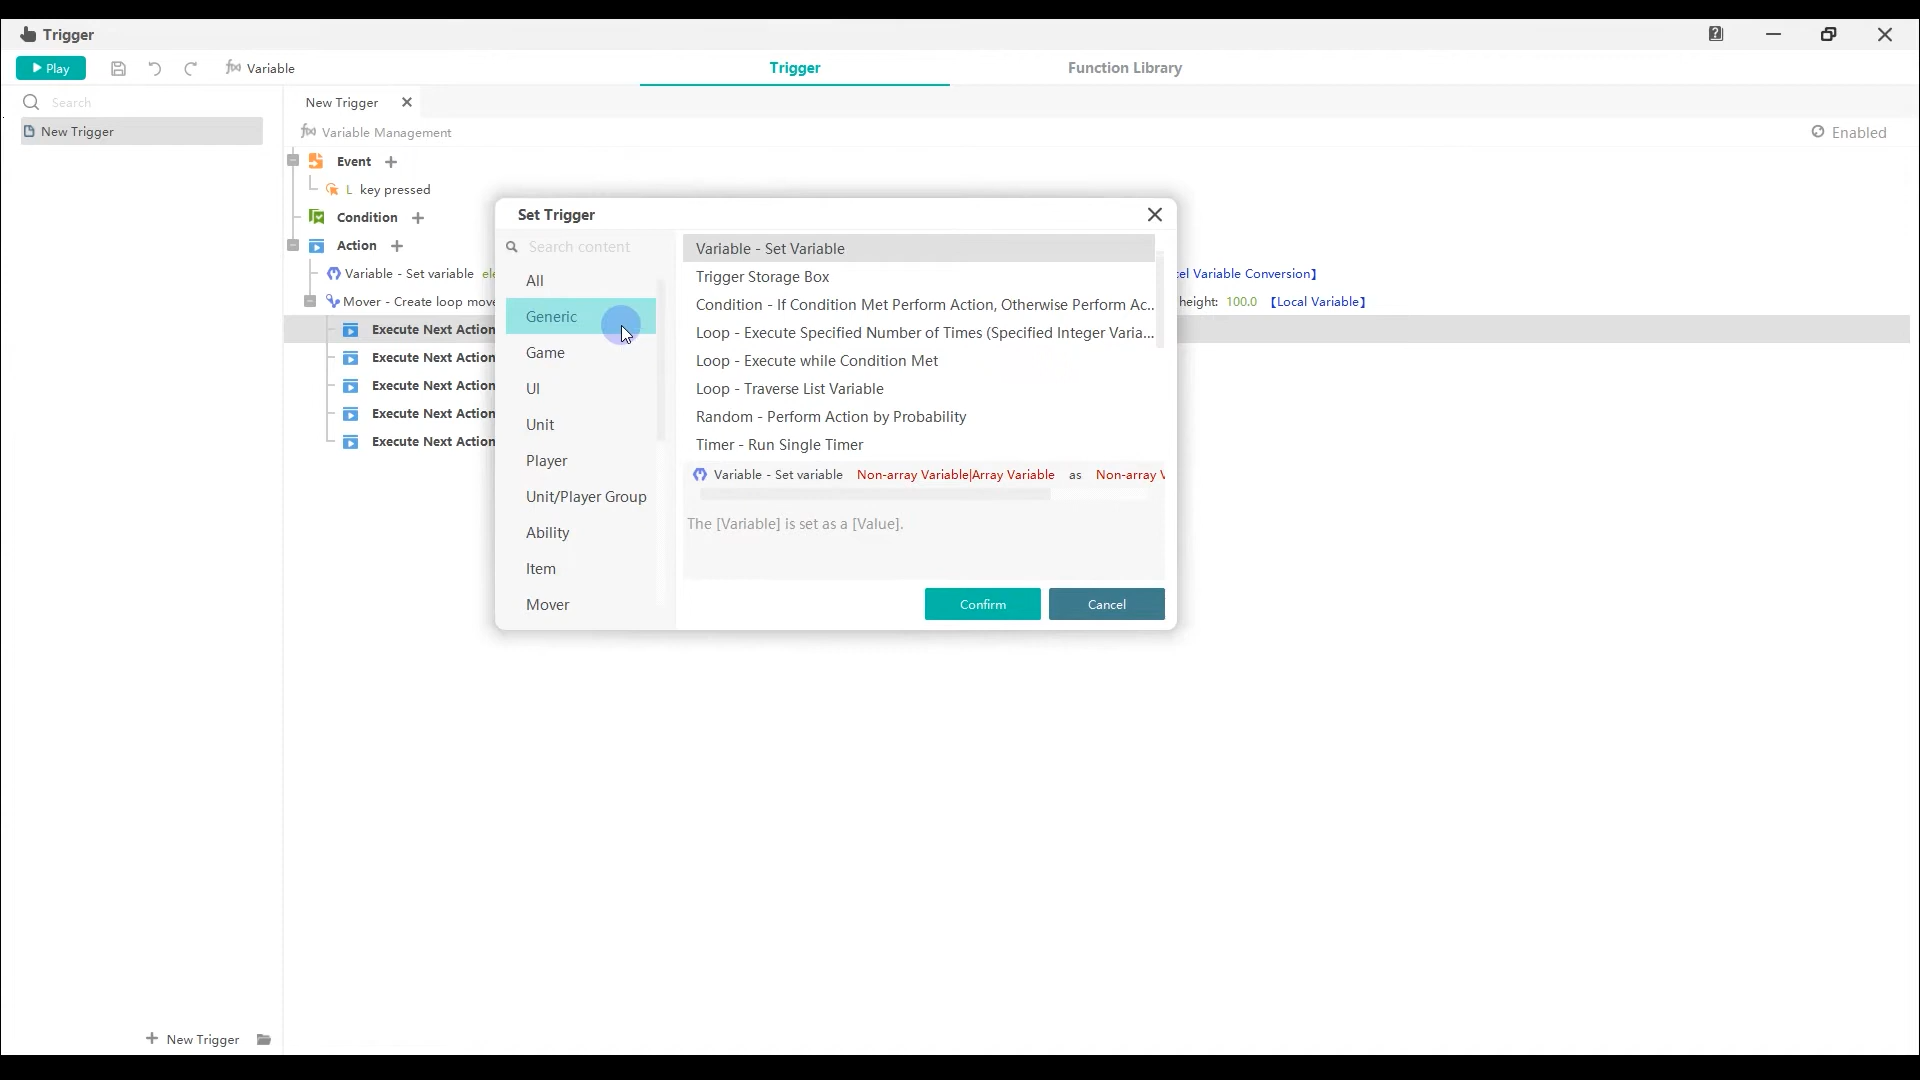 Trigger
Play
Variable
Trigger
Function Library
Search
New Trigger
New Trigger
Variable Management
Enabled
Event
L key pressed
Condition
Action
Variable - Set variable ele
el Variable Conversion】
Mover - Create loop move
height: 100.0 【Local Variable】
Execute Next Action
Execute Next Action
Execute Next Action
Execute Next Action
Execute Next Action
Set Trigger
Search content
All
Generic
Game
UI
Unit
Player
Unit/Player Group
Ability
Item
Mover
Variable - Set Variable
Trigger Storage Box
Condition - If Condition Met Perform Action, Otherwise Perform Ac..
Loop - Execute Specified Number of Times (Specified Integer Varia...
Loop - Execute while Condition Met
Loop - Traverse List Variable
Random - Perform Action by Probability
Timer - Run Single Timer
Variable - Set variable Non-array Variable|Array Variable as Non-array V
The [Variable] is set as a [Value].
Confirm
Cancel
New Trigger